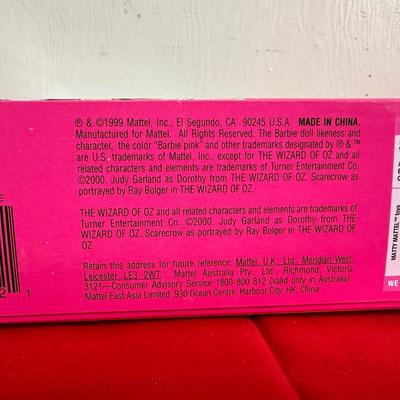 ℗ & ©1999 Mattel, Inc., El Segundo, CA 90245 U.S.A. MADE IN CHINA.
Manufactured for Mattel. All Rights Reserved. The Barbie doll likeness and
character, the color "Barbie pink" and other trademarks designated by ® & ™
are U.S. trademarks of Mattel, Inc., except for THE WIZARD OF OZ and all
related characters and elements are trademarks of Turner Entertainment Co.
©2000. Judy Garland as Dorothy from THE WIZARD OF OZ. Scarecrow as
portrayed by Ray Bolger in THE WIZARD OF OZ.
THE WIZARD OF OZ and all related characters and elements are trademarks of
Turner Entertainment Co. ©2000. Judy Garland as Dorothy from THE
WIZARD OF OZ. Scarecrow as portrayed by Ray Bolger in THE WIZARD OF OZ.
Retain this address for future reference: Mattel, U.K., Ltd., Meridian West,
Leicester LE3 2WT. Mattel Australia Pty., Ltd., Richmond, Victoria
3121—Consumer Advisory Service 1800 800 812 (valid only in Australia).
Mattel East Asia Limited, 930 Ocean Centre, Harbour City, HK, China.
E
2 1
MATTY MATTEL™
WE